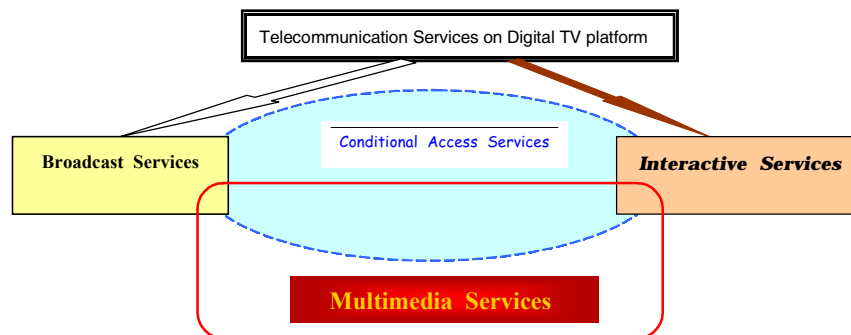 Telecommunication Services on Digital TV platform
Conditional Access Services
Broadcast Services
Interactive Services
Multimedia Services